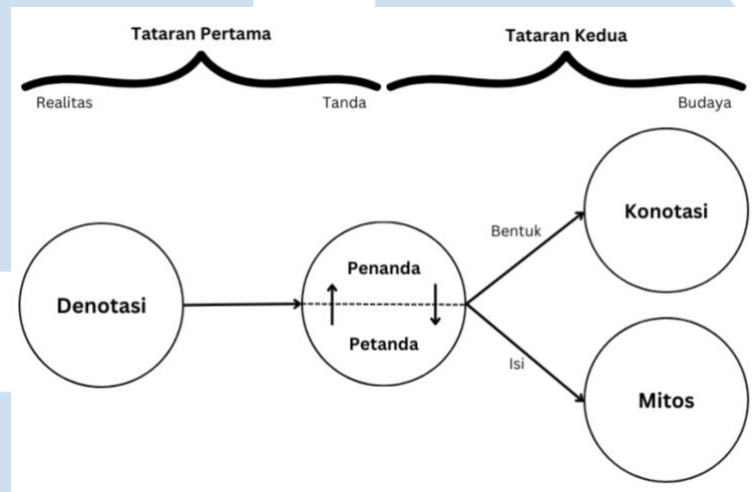 Tataran Pertama
Tataran Kedua
Realitas
Tanda
Budaya
Denotasi
Penanda
Petanda
Bentuk
Isi
Konotasi
Mitos